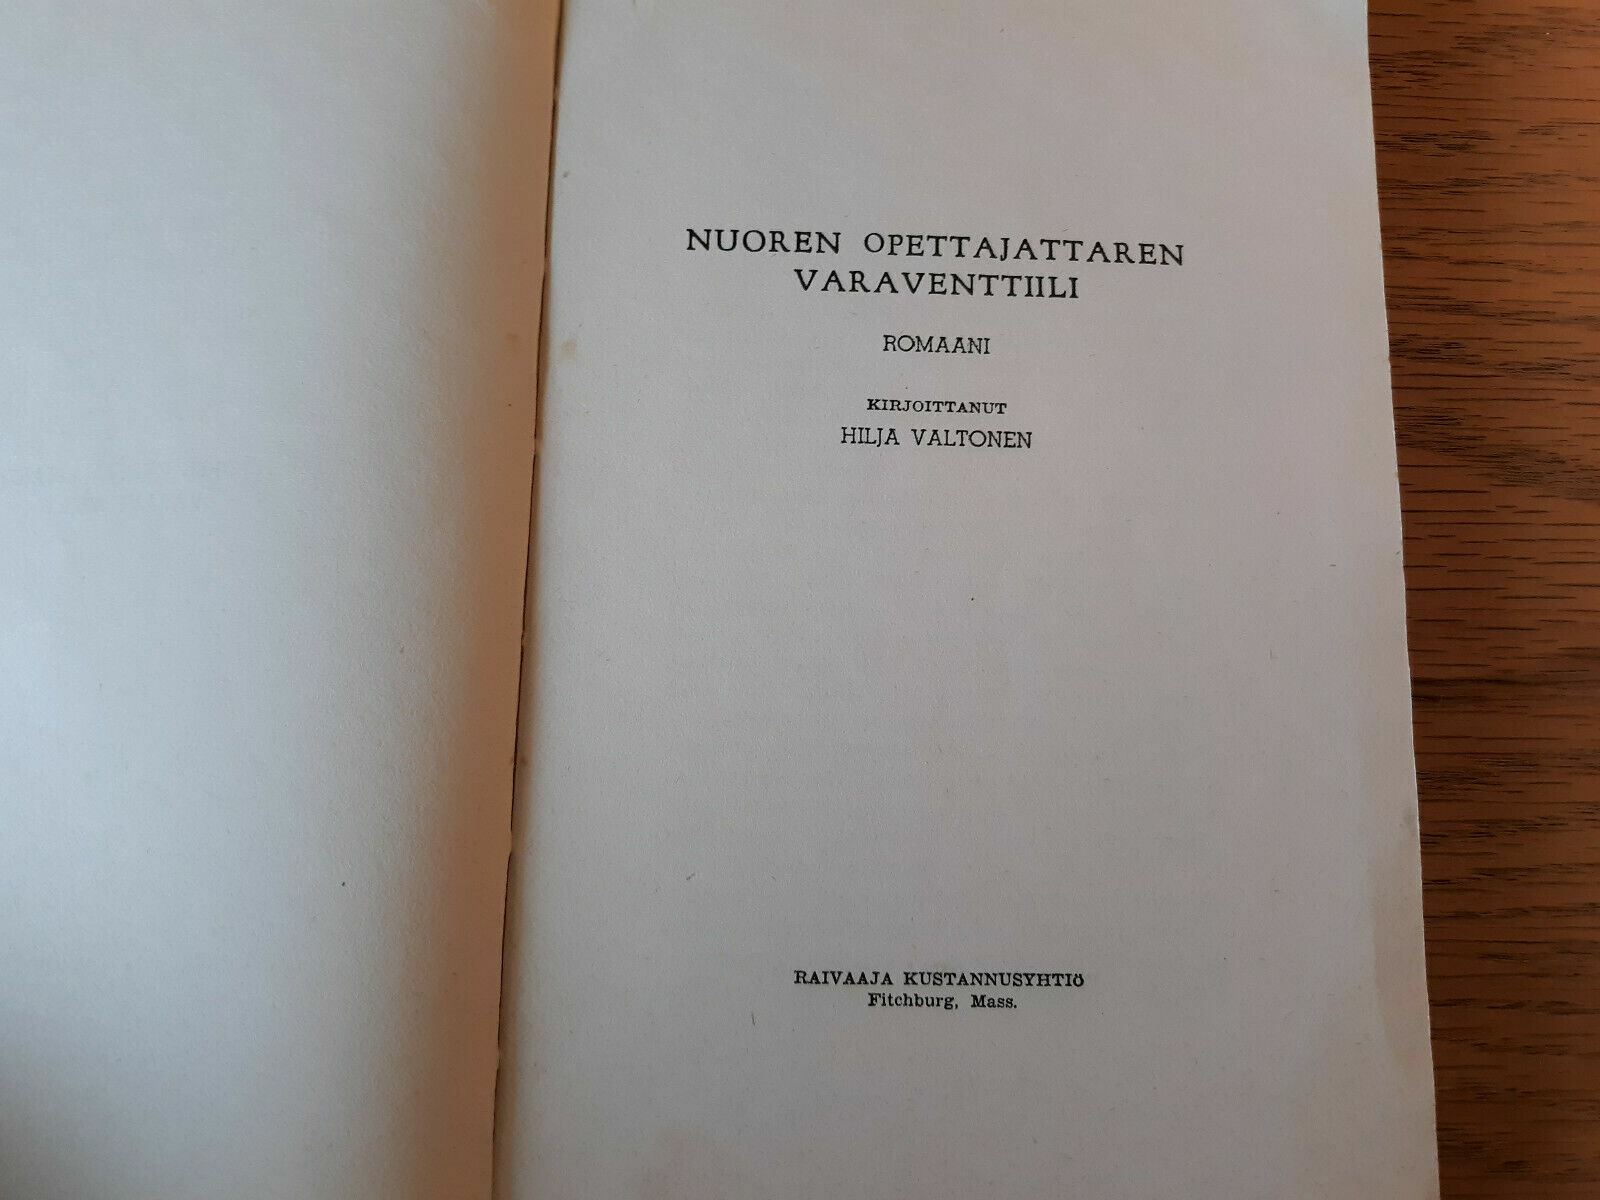 NUOREN OPETTAJATTAREN
VARAVENTTIILI
ROMAANI
KIRJOITTANUT
HILJA VALTONEN
RAIVAAJA KUSTANNUSYHTIÖ
Fitchburg, Mass.